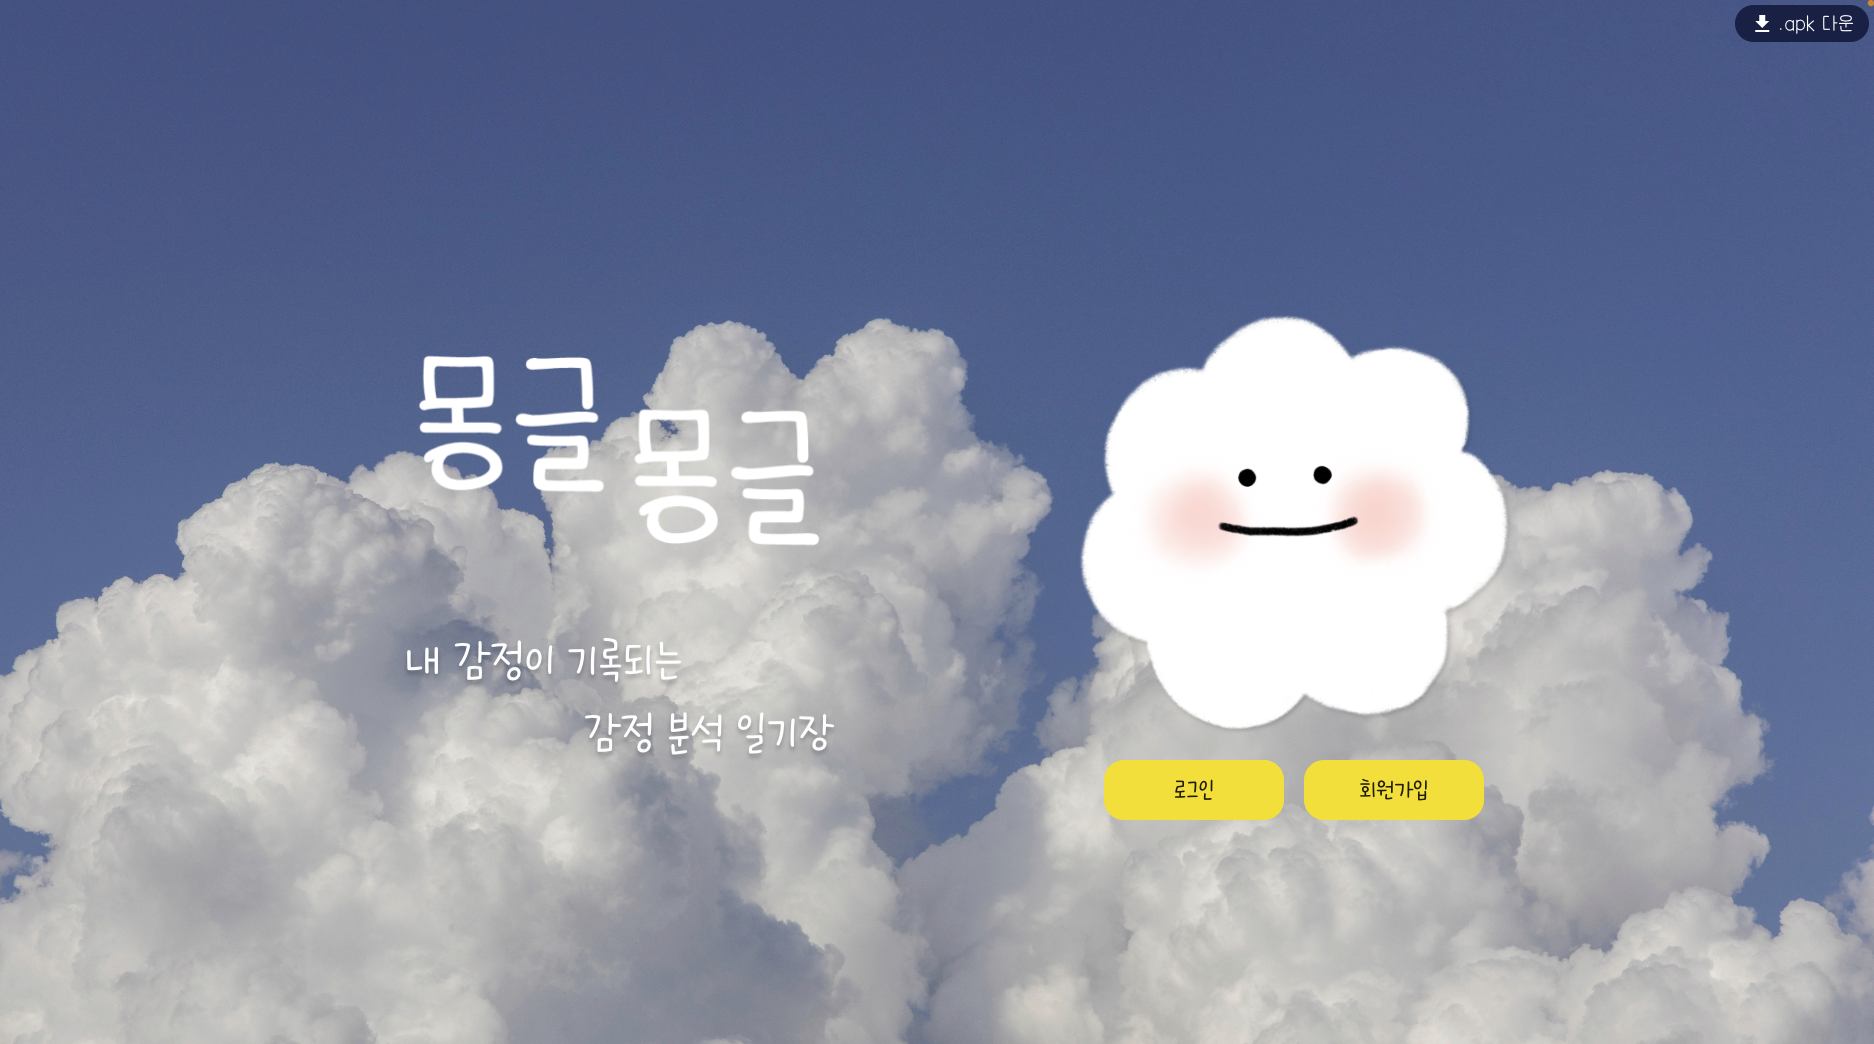 .apk 다운
몽글
몽글
내 감정이 기록되는
감정 분석 일기장
로그인
회원가입